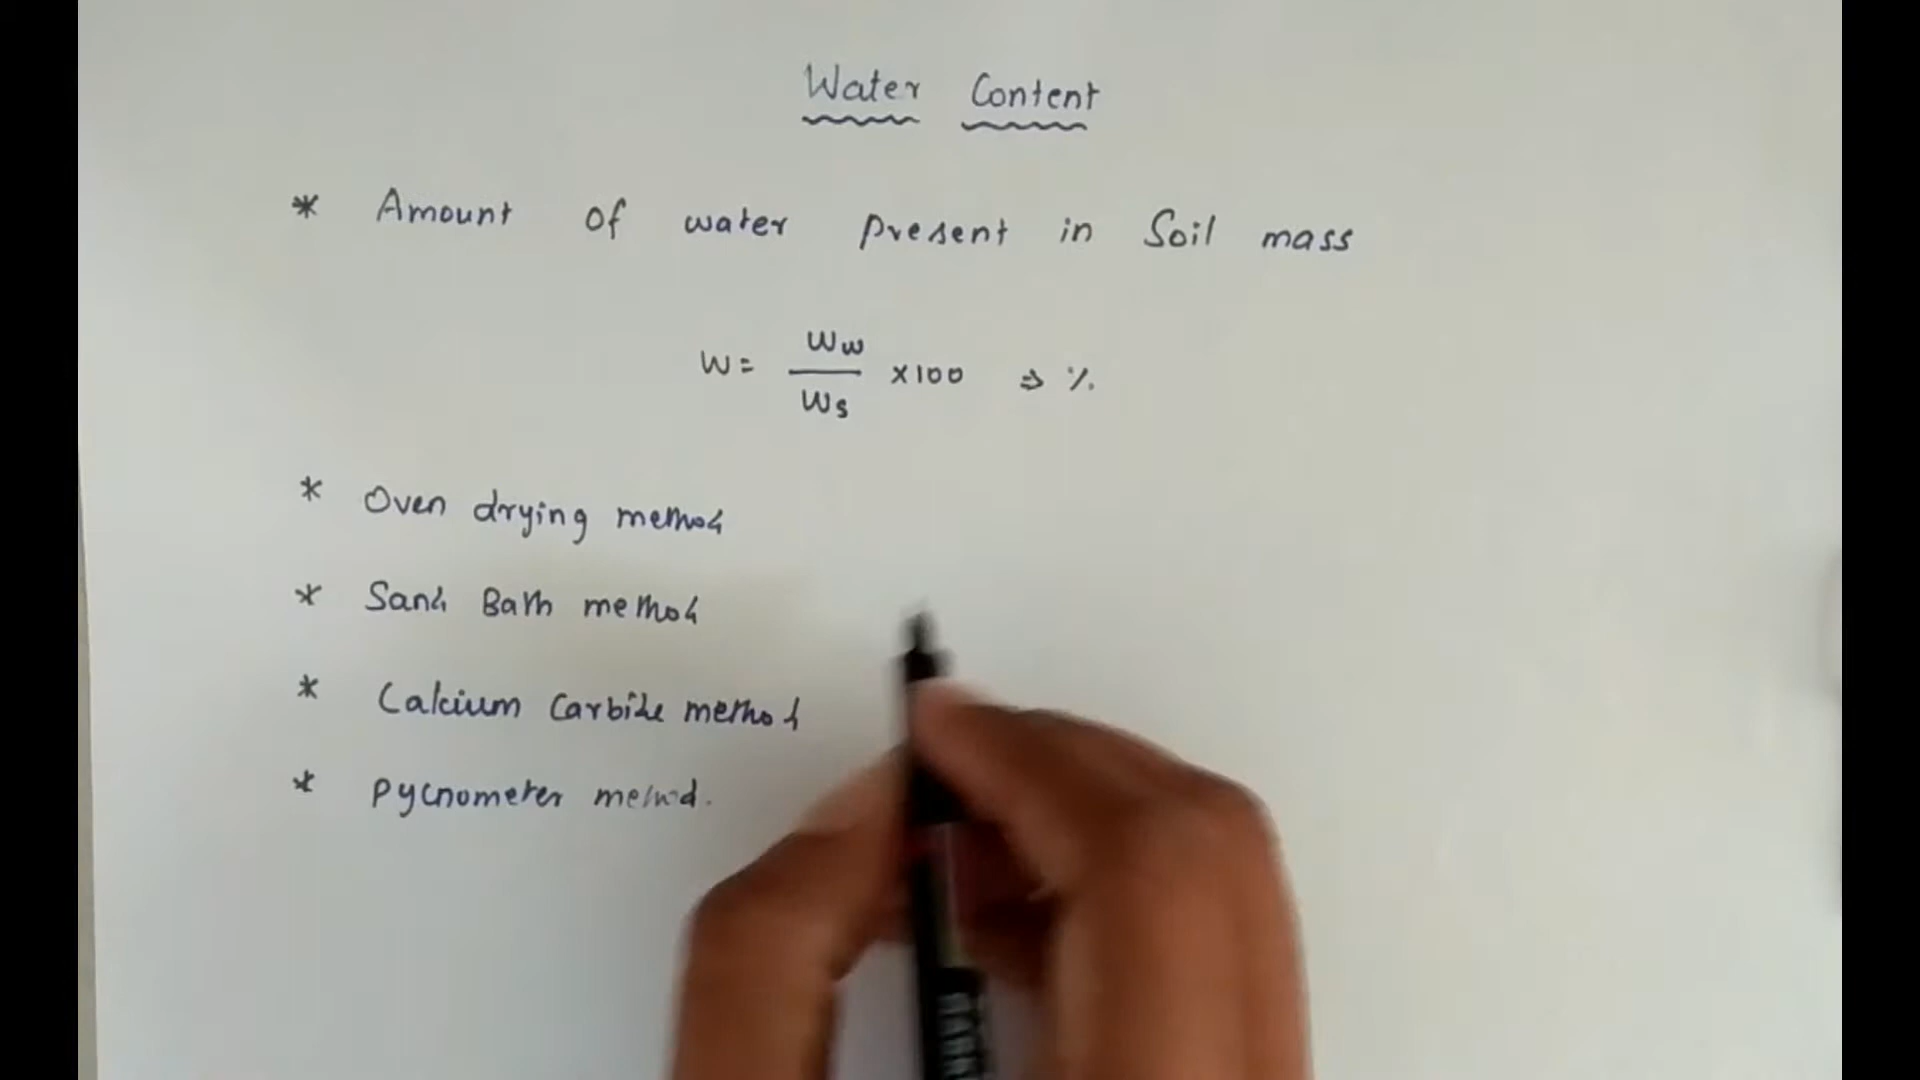 Water Content
* Amount of water present in Soil mass
W = Ww / Ws ×100 ⇒ %
* Oven drying method
* Sand Bath method
* Calcium Carbide method
* Pycnometer method.